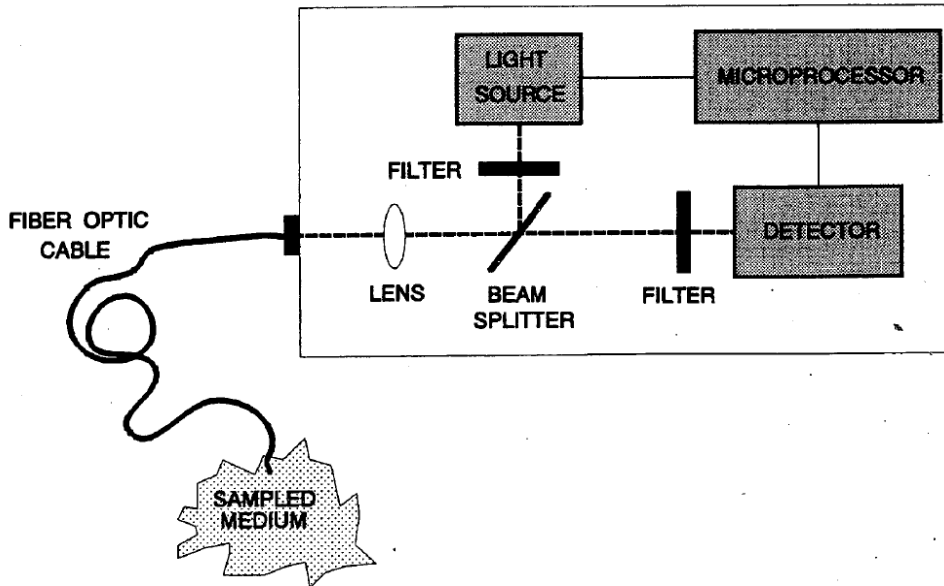 LIGHT
SOURCE
MICROPROCESSOR
FILTER
FIBER OPTIC
CABLE
DETECTOR
LENS
BEAM
SPLITTER
FILTER
SAMPLED
MEDIUM